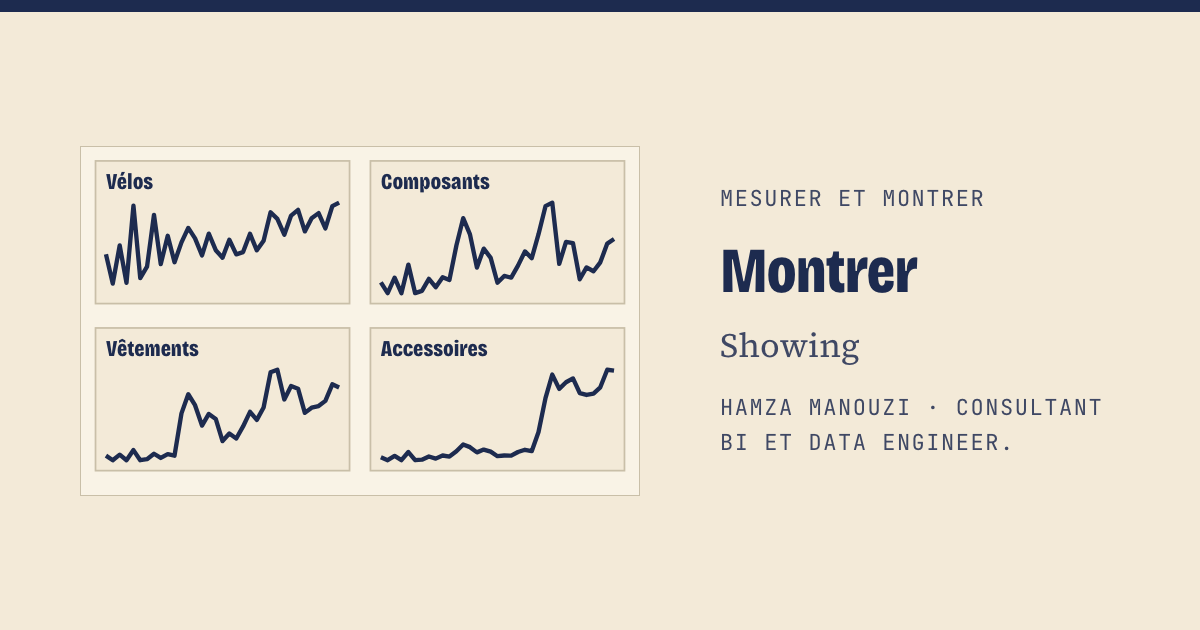 Vélos
Composants
Vêtements
Accessoires
MESURER ET MONTRER
Montrer
Showing
HAMZA MANOUZI · CONSULTANT
BI ET DATA ENGINEER.